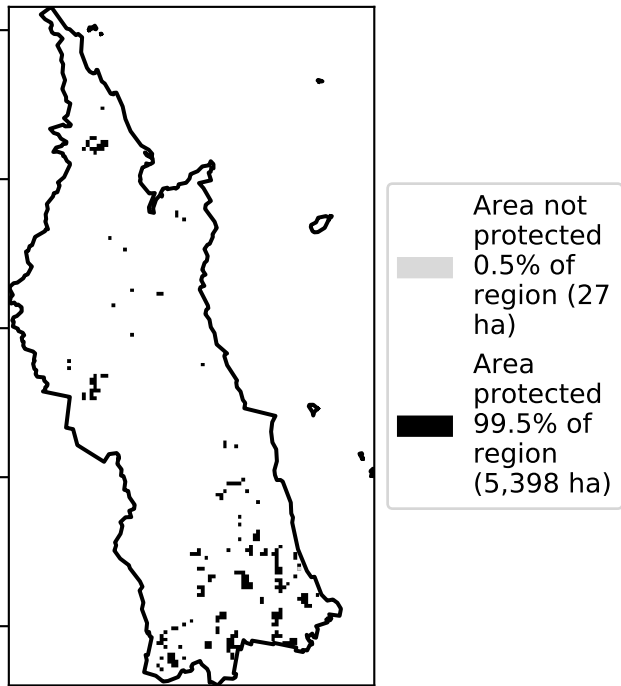 Area not
protected
0.5% of
region (27
ha)
Area
protected
99.5% of
region
(5,398 ha)